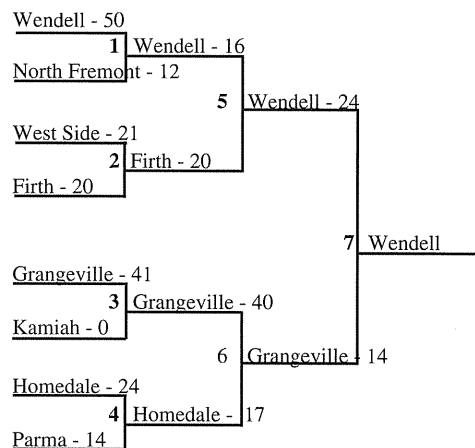 Wendell - 50
1 Wendell - 16
North Fremont - 12
5 Wendell - 24
West Side - 21
2 Firth - 20
Firth - 20
7 Wendell
Grangeville - 41
3 Grangeville - 40
Kamiah - 0
6 Grangeville - 14
Homedale - 24
4 Homedale - 17
Parma - 14